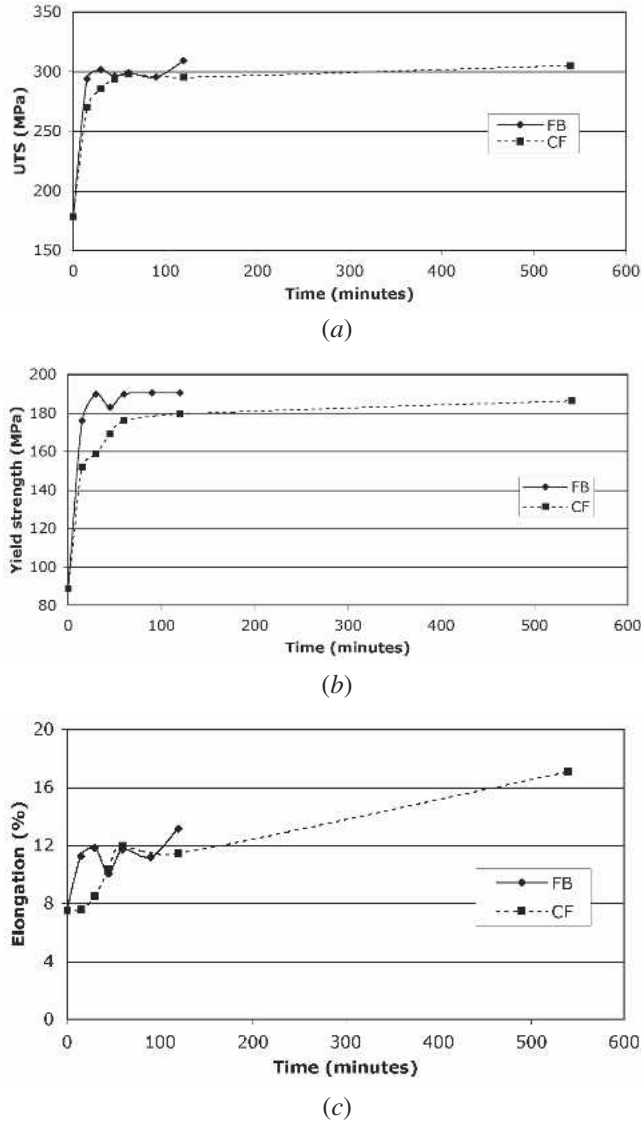 350
300
250
200
150
UTS (MPa)
FB
CF
0 100 200 300 400 500 600
Time (minutes)
(a)
200
180
160
140
120
100
80
Yield strength (MPa)
FB
CF
0 100 200 300 400 500 600
Time (minutes)
(b)
20
16
12
8
4
0
Elongation (%)
FB
CF
0 100 200 300 400 500 600
Time (minutes)
(c)